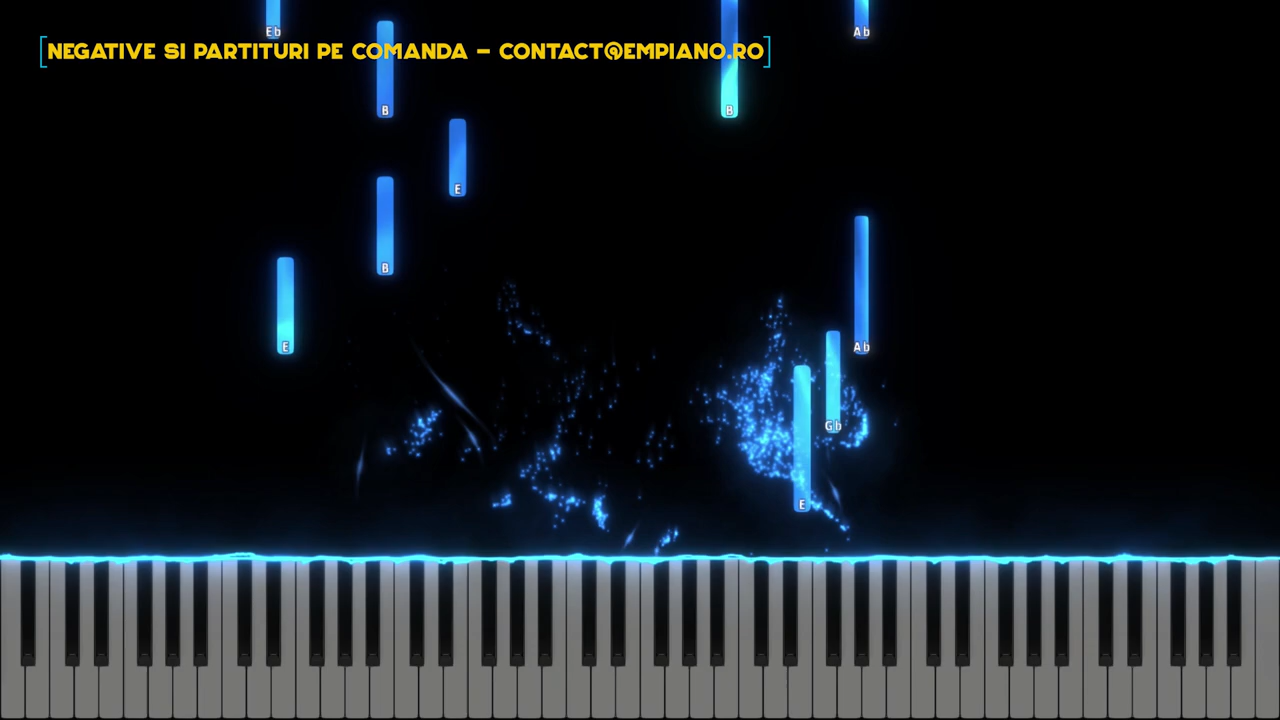 Eb
Ab
[NEGATIVE SI PARTITURI PE COMANDA - CONTACT@EMPIANO.RO]
B
B
E
B
E
Ab
Gb
E